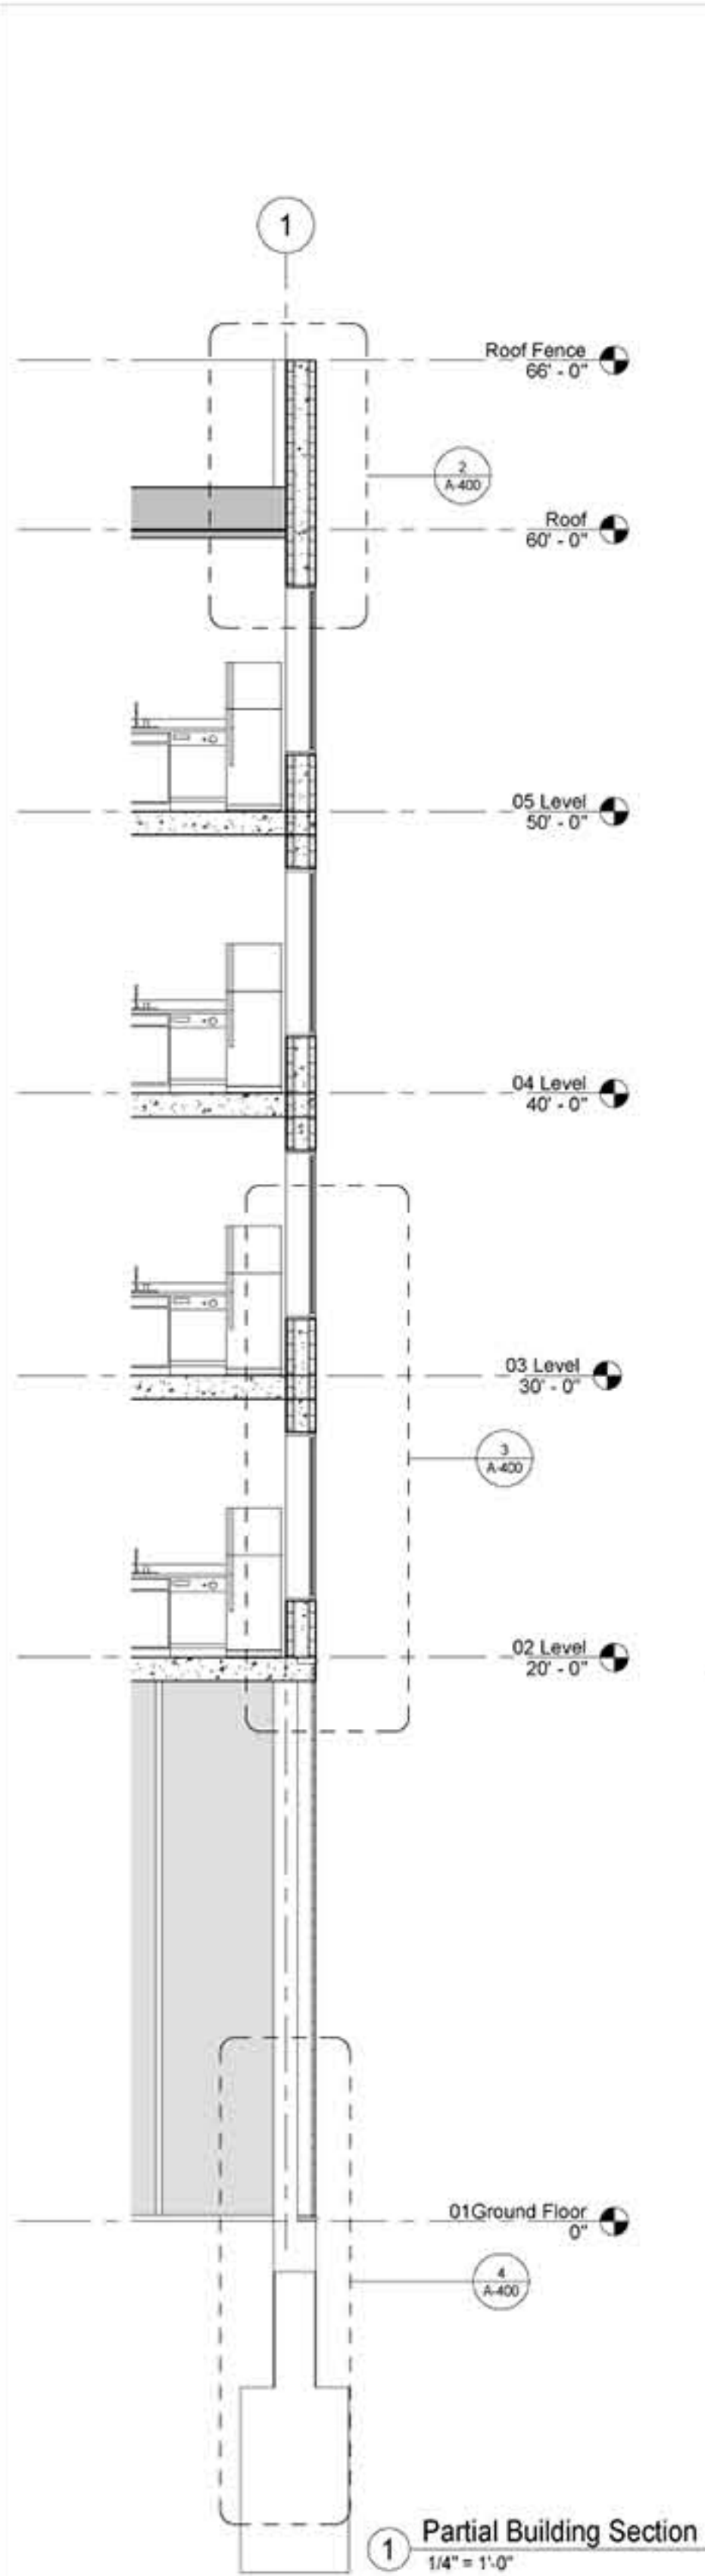 1
Roof Fence
66' - 0"
2
A-400
Roof
60' - 0"
05 Level
50' - 0"
04 Level
40' - 0"
03 Level
30' - 0"
3
A-400
02 Level
20' - 0"
01Ground Floor
0"
4
A-400
1
Partial Building Section
1/4" = 1'-0"